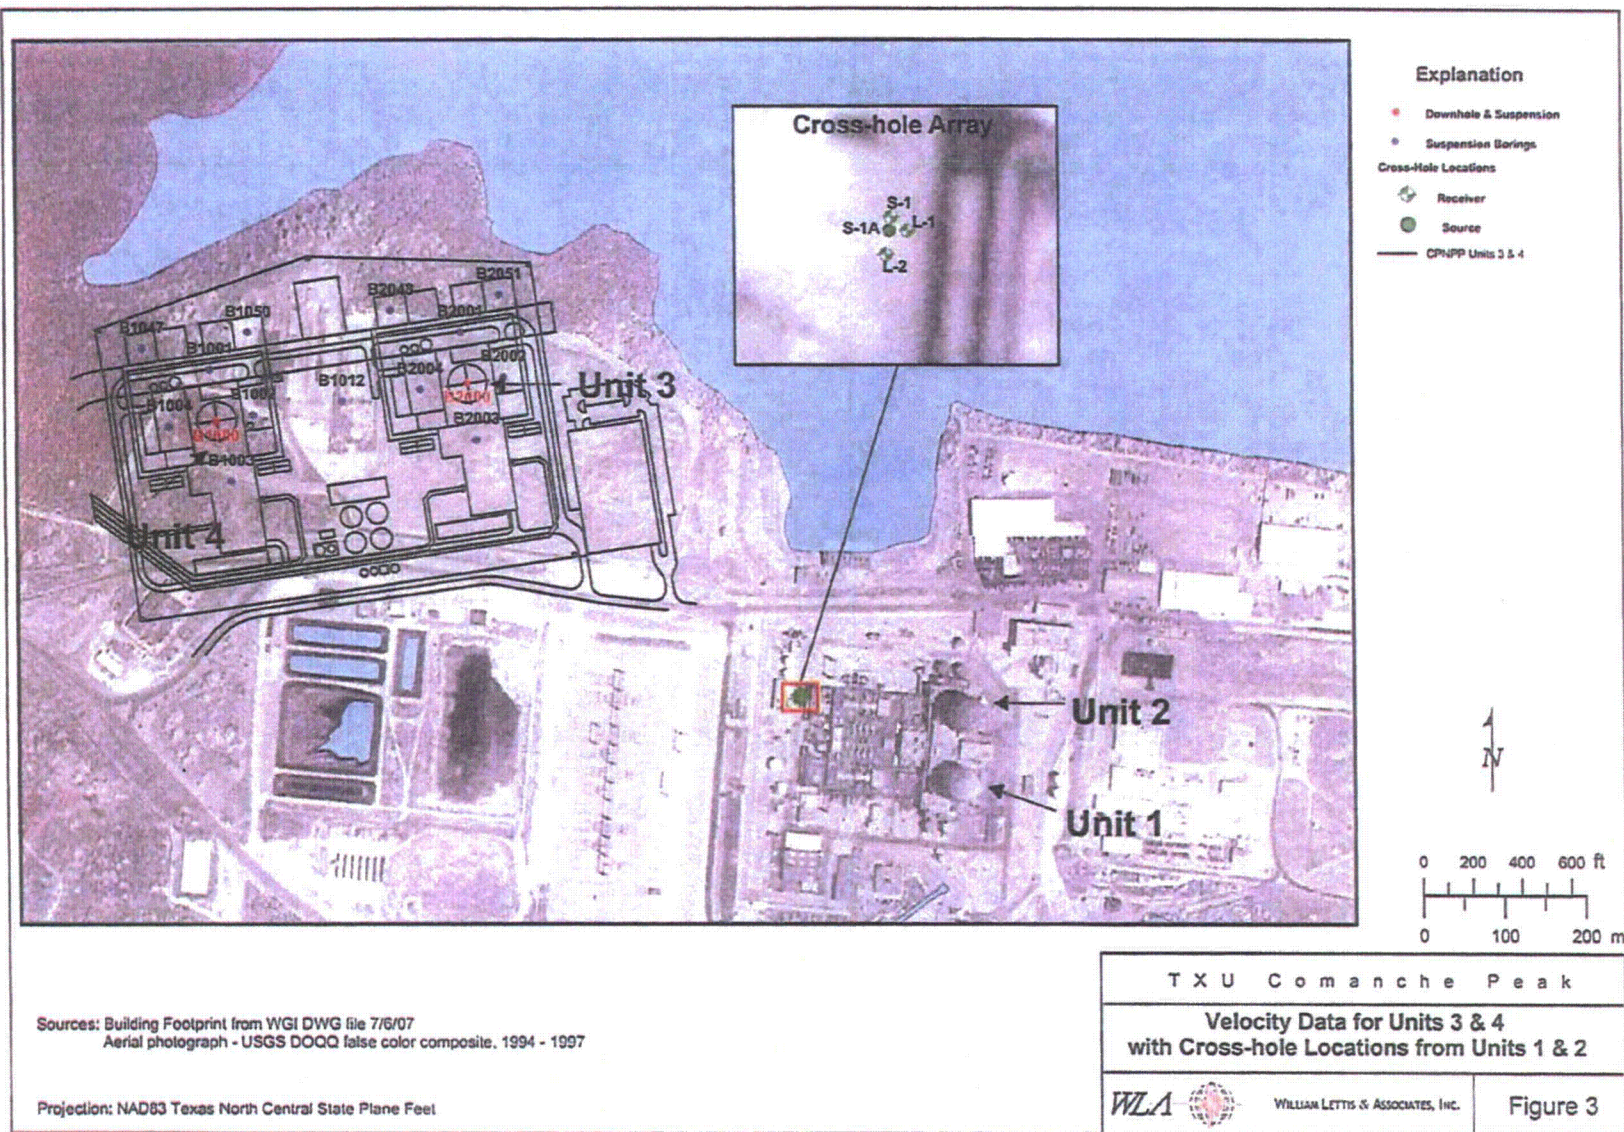 Explanation
Downhole & Suspension
Suspension Borings
Cross-Hole Locations
Receiver
Source
CPNPP Units 3 & 4
Cross-hole Array
S-1
S-1A
L-1
L-2
B2051
B2048
B2001
B1050
B1047
B1001
B2002
B2004
B1012
Unit 3
B1002
B1004
B2003
B1003
Unit 4
Unit 2
Unit 1
N
0 200 400 600 ft
0 100 200 m
TXU Comanche Peak
Velocity Data for Units 3 & 4
with Cross-hole Locations from Units 1 & 2
WLA
WILLIAM LETTIS & ASSOCIATES, INC.
Figure 3
Sources: Building Footprint from WGI DWG file 7/6/07
Aerial photograph - USGS DOQQ false color composite, 1994 - 1997
Projection: NAD83 Texas North Central State Plane Feet